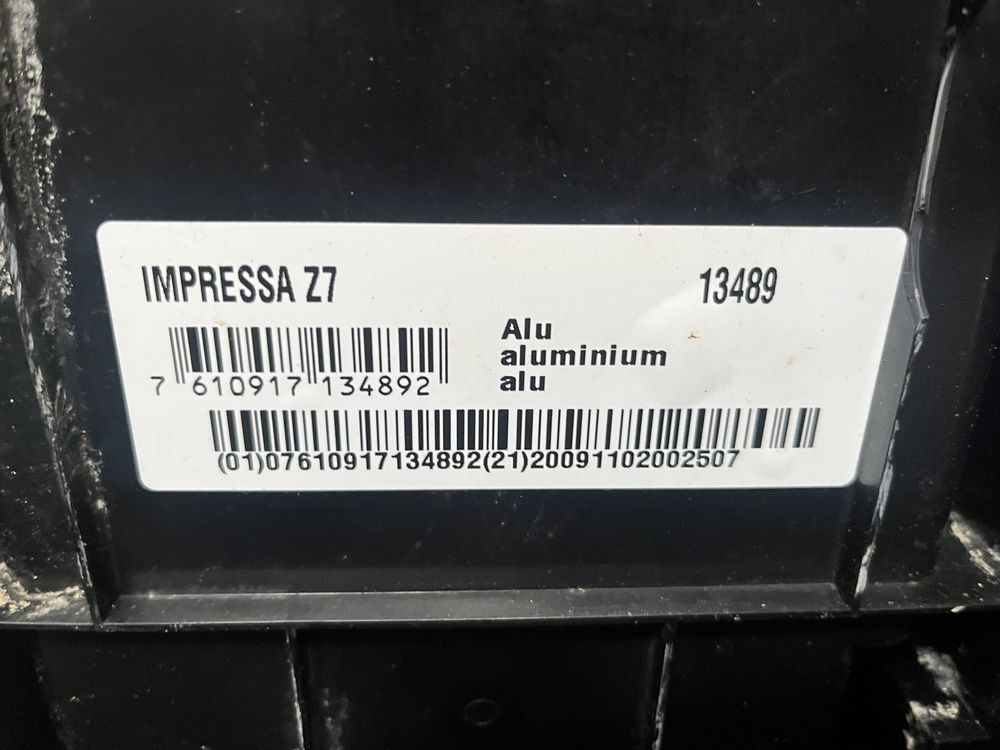 IMPRESSA Z7 13489
Alu
aluminium
alu
7 610917 134892
(01)07610917134892(21)20091102002507